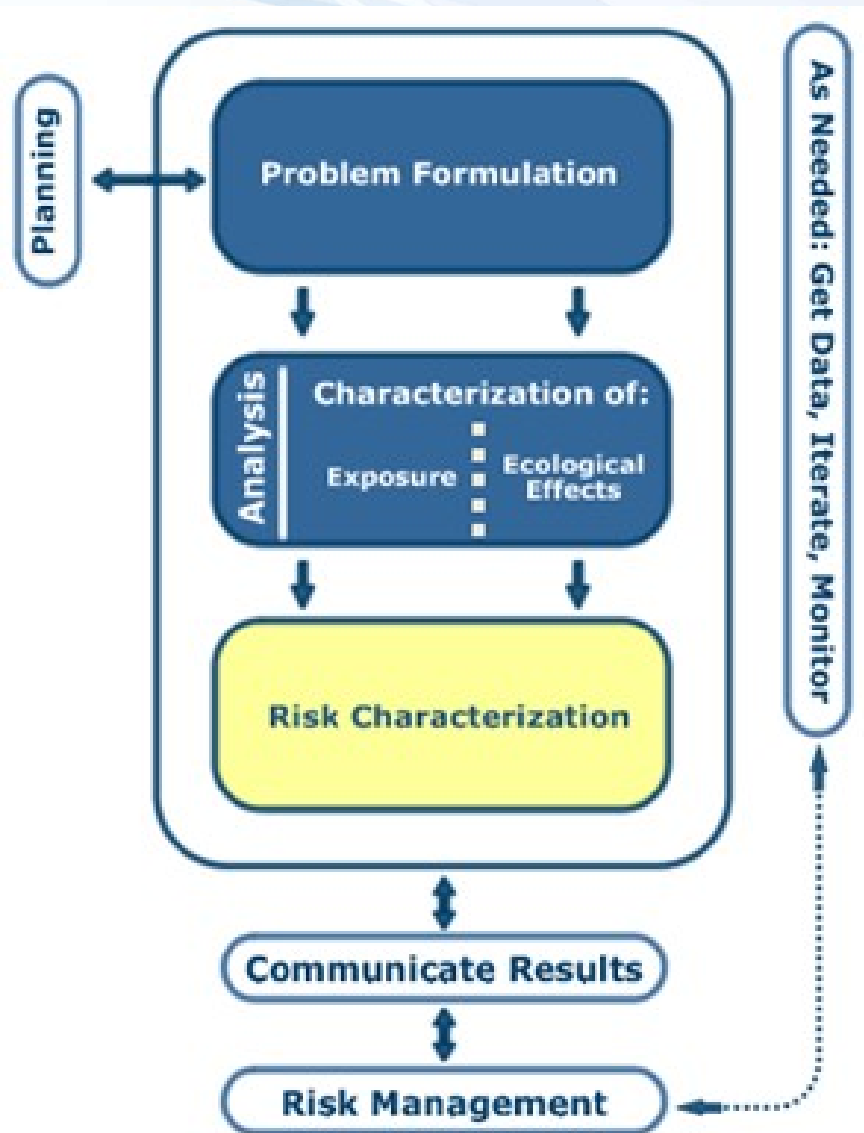 Planning
Problem Formulation
Analysis
Characterization of:
Exposure
Ecological
Effects
Risk Characterization
Communicate Results
Risk Management
As Needed: Get Data, Iterate, Monitor